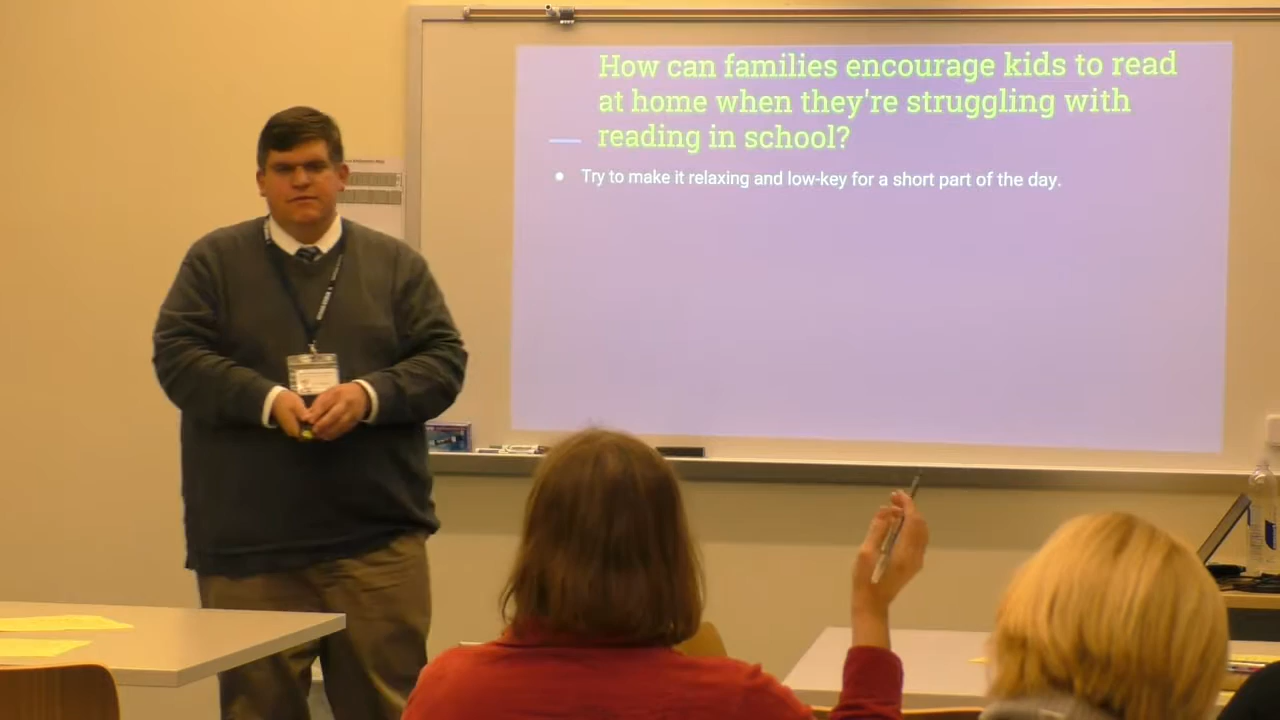 How can families encourage kids to read
at home when they're struggling with
reading in school?
Try to make it relaxing and low-key for a short part of the day.